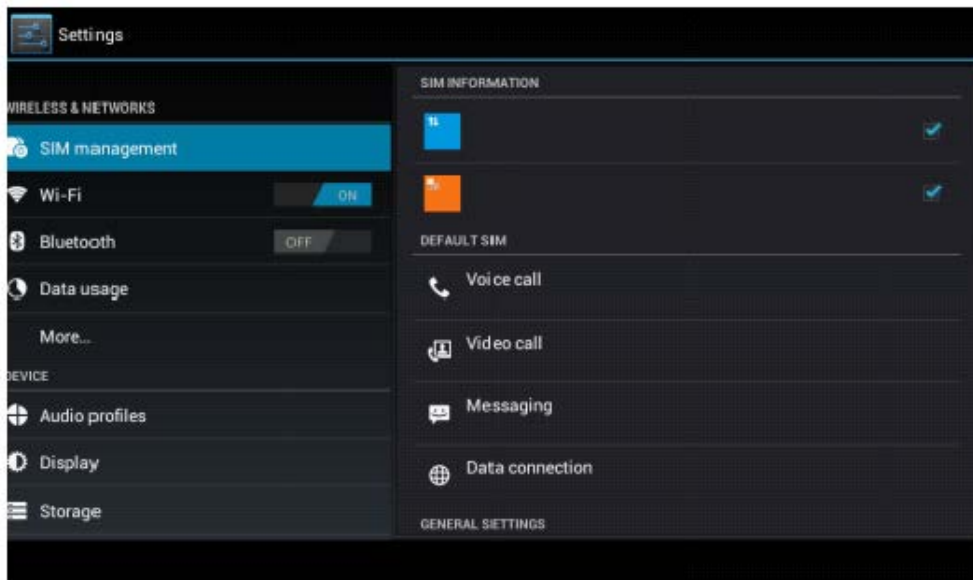 Settings
WIRELESS & NETWORKS
SIM management
Wi-Fi ON
Bluetooth OFF
Data usage
More...
DEVICE
Audio profiles
Display
Storage
SIM INFORMATION
DEFAULT SIM
Voice call
Video call
Messaging
Data connection
GENERAL SETTINGS